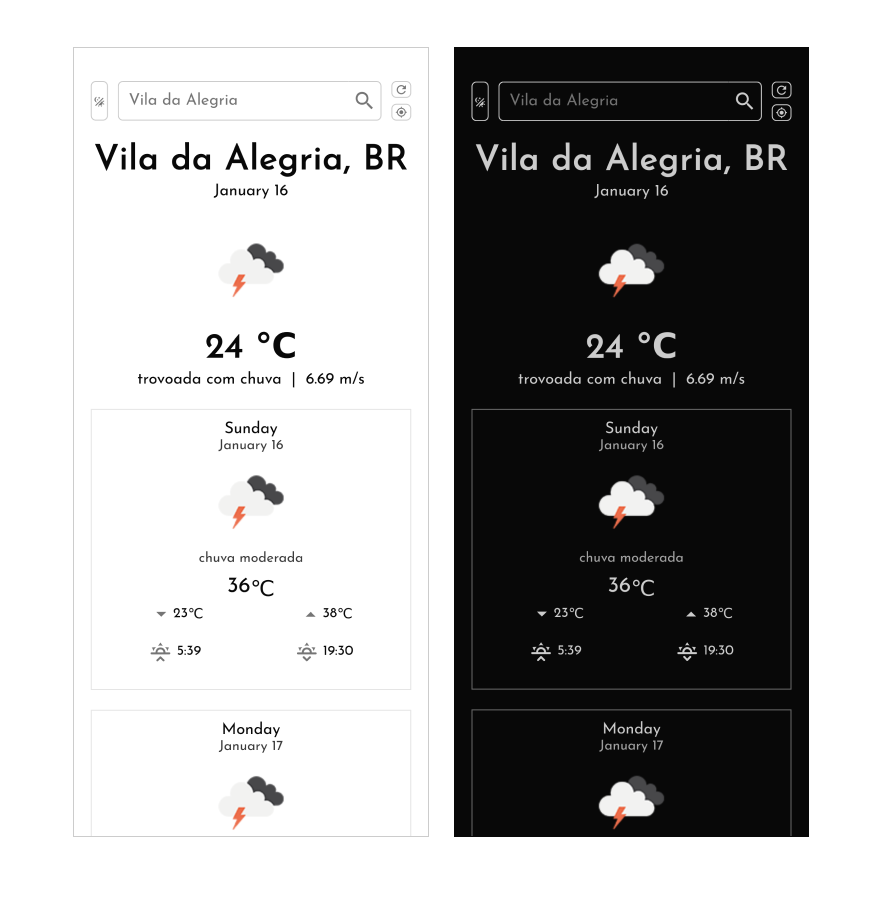 Vila da Alegria
Vila da Alegria, BR
January 16
24 °C
trovoada com chuva | 6.69 m/s
Sunday
January 16
chuva moderada
36°C
23°C
38°C
5:39
19:30
Monday
January 17
Vila da Alegria
Vila da Alegria, BR
January 16
24 °C
trovoada com chuva | 6.69 m/s
Sunday
January 16
chuva moderada
36°C
23°C
38°C
5:39
19:30
Monday
January 17